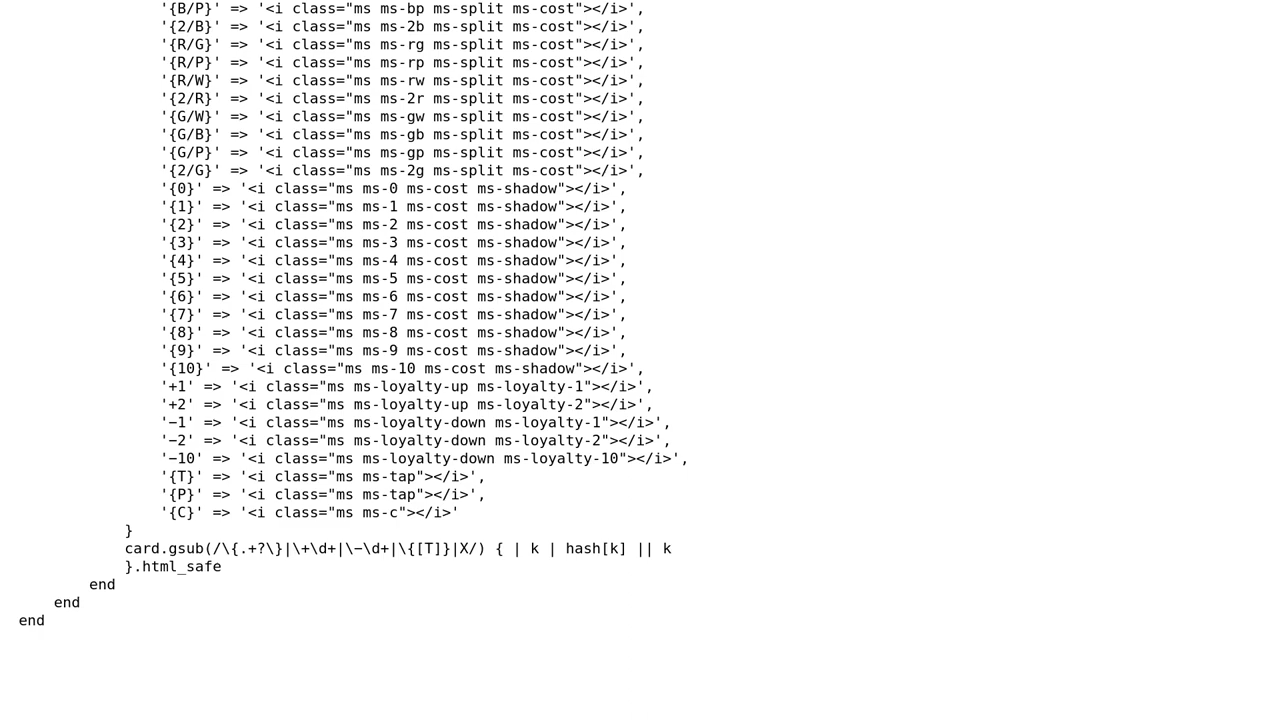 '{B/P}' => '<i class="ms ms-bp ms-split ms-cost"></i>',
'{2/B}' => '<i class="ms ms-2b ms-split ms-cost"></i>',
'{R/G}' => '<i class="ms ms-rg ms-split ms-cost"></i>',
'{R/P}' => '<i class="ms ms-rp ms-split ms-cost"></i>',
'{R/W}' => '<i class="ms ms-rw ms-split ms-cost"></i>',
'{2/R}' => '<i class="ms ms-2r ms-split ms-cost"></i>',
'{G/W}' => '<i class="ms ms-gw ms-split ms-cost"></i>',
'{G/B}' => '<i class="ms ms-gb ms-split ms-cost"></i>',
'{G/P}' => '<i class="ms ms-gp ms-split ms-cost"></i>',
'{2/G}' => '<i class="ms ms-2g ms-split ms-cost"></i>',
'{0}' => '<i class="ms ms-0 ms-cost ms-shadow"></i>',
'{1}' => '<i class="ms ms-1 ms-cost ms-shadow"></i>',
'{2}' => '<i class="ms ms-2 ms-cost ms-shadow"></i>',
'{3}' => '<i class="ms ms-3 ms-cost ms-shadow"></i>',
'{4}' => '<i class="ms ms-4 ms-cost ms-shadow"></i>',
'{5}' => '<i class="ms ms-5 ms-cost ms-shadow"></i>',
'{6}' => '<i class="ms ms-6 ms-cost ms-shadow"></i>',
'{7}' => '<i class="ms ms-7 ms-cost ms-shadow"></i>',
'{8}' => '<i class="ms ms-8 ms-cost ms-shadow"></i>',
'{9}' => '<i class="ms ms-9 ms-cost ms-shadow"></i>',
'{10}' => '<i class="ms ms-10 ms-cost ms-shadow"></i>',
'+1' => '<i class="ms ms-loyalty-up ms-loyalty-1"></i>',
'+2' => '<i class="ms ms-loyalty-up ms-loyalty-2"></i>',
'−1' => '<i class="ms ms-loyalty-down ms-loyalty-1"></i>',
'−2' => '<i class="ms ms-loyalty-down ms-loyalty-2"></i>',
'−10' => '<i class="ms ms-loyalty-down ms-loyalty-10"></i>',
'{T}' => '<i class="ms ms-tap"></i>',
'{P}' => '<i class="ms ms-tap"></i>',
'{C}' => '<i class="ms ms-c"></i>'
}
card.gsub(/\{.+?\}|\+\d+|\−\d+|\{[T]}|X/) { | k | hash[k] || k
}.html_safe
end
end
end